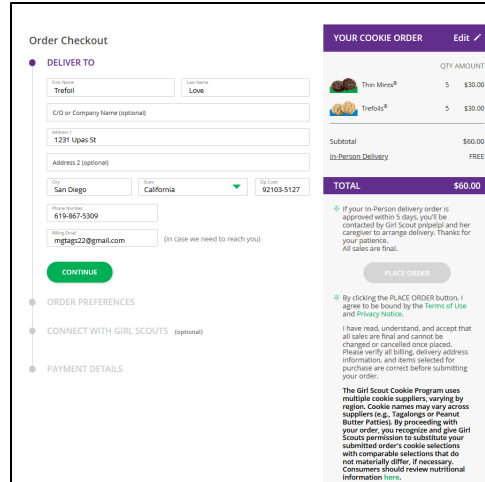 Order Checkout
DELIVER TO
First Name
Trefoil
Last Name
Love
C/O or Company Name (optional)
Address 1
1231 Upas St
Address 2 (optional)
City
San Diego
State
California
Zip Code
92103-5127
Phone Number
619-867-5309
Billing Email
mgtags22@gmail.com
(in case we need to reach you)
CONTINUE
ORDER PREFERENCES
CONNECT WITH GIRL SCOUTS (optional)
PAYMENT DETAILS
YOUR COOKIE ORDER Edit
QTY AMOUNT
Thin Mints® 5 $30.00
Trefoils® 5 $30.00
Subtotal $60.00
In-Person Delivery FREE
TOTAL $60.00
If your In-Person delivery order is
approved within 5 days, you'll be
contacted by Girl Scout pnlpelpl and her
caregiver to arrange delivery. Thanks for
your patience.
All sales are final.
PLACE ORDER
By clicking the PLACE ORDER button, I
agree to be bound by the Terms of Use
and Privacy Notice.
I have read, understand, and accept that
all sales are final and cannot be
changed or cancelled once placed.
Please verify all billing, delivery address
information, and items selected for
purchase are correct before submitting
your order.
The Girl Scout Cookie Program uses
multiple cookie suppliers, varying by
region. Cookie names may vary across
suppliers (e.g., Tagalongs or Peanut
Butter Patties). By proceeding with
your order, you recognize and give Girl
Scouts permission to substitute your
submitted order's cookie selections
with comparable selections that do
not materially differ, if necessary.
Consumers should review nutritional
information here.